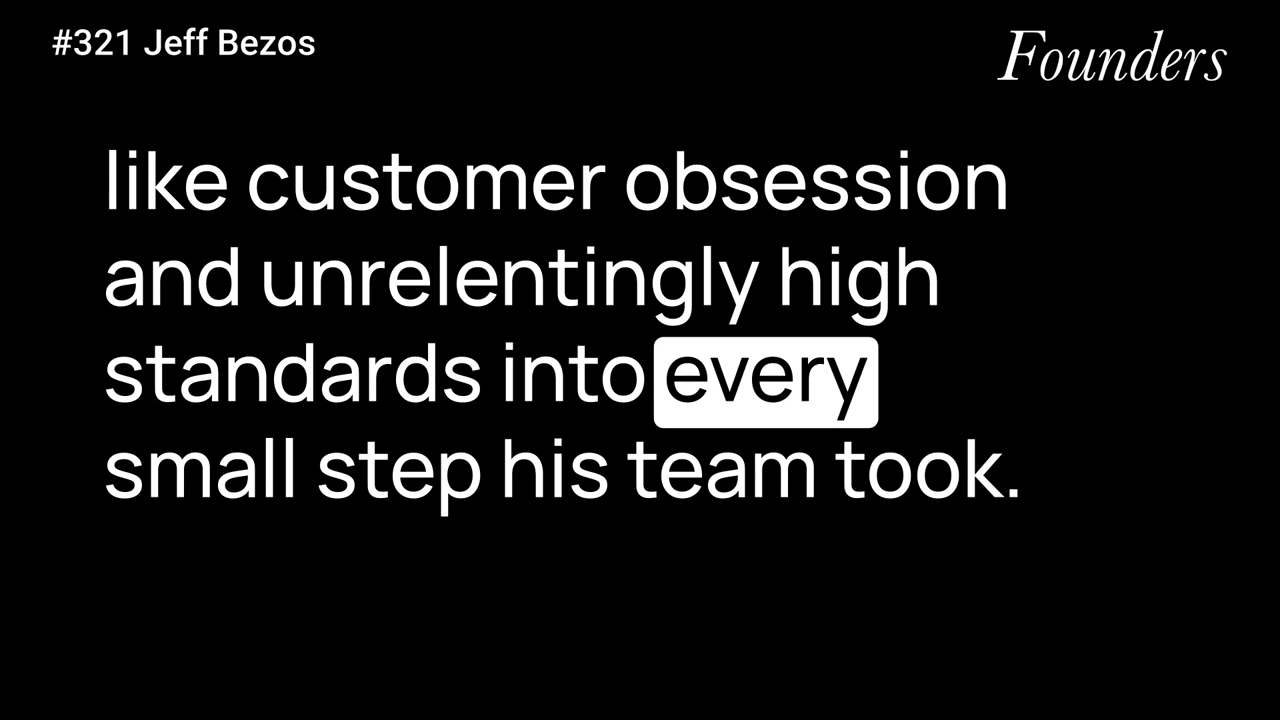 #321 Jeff Bezos
Founders
like customer obsession
and unrelentingly high
standards into every
small step his team took.